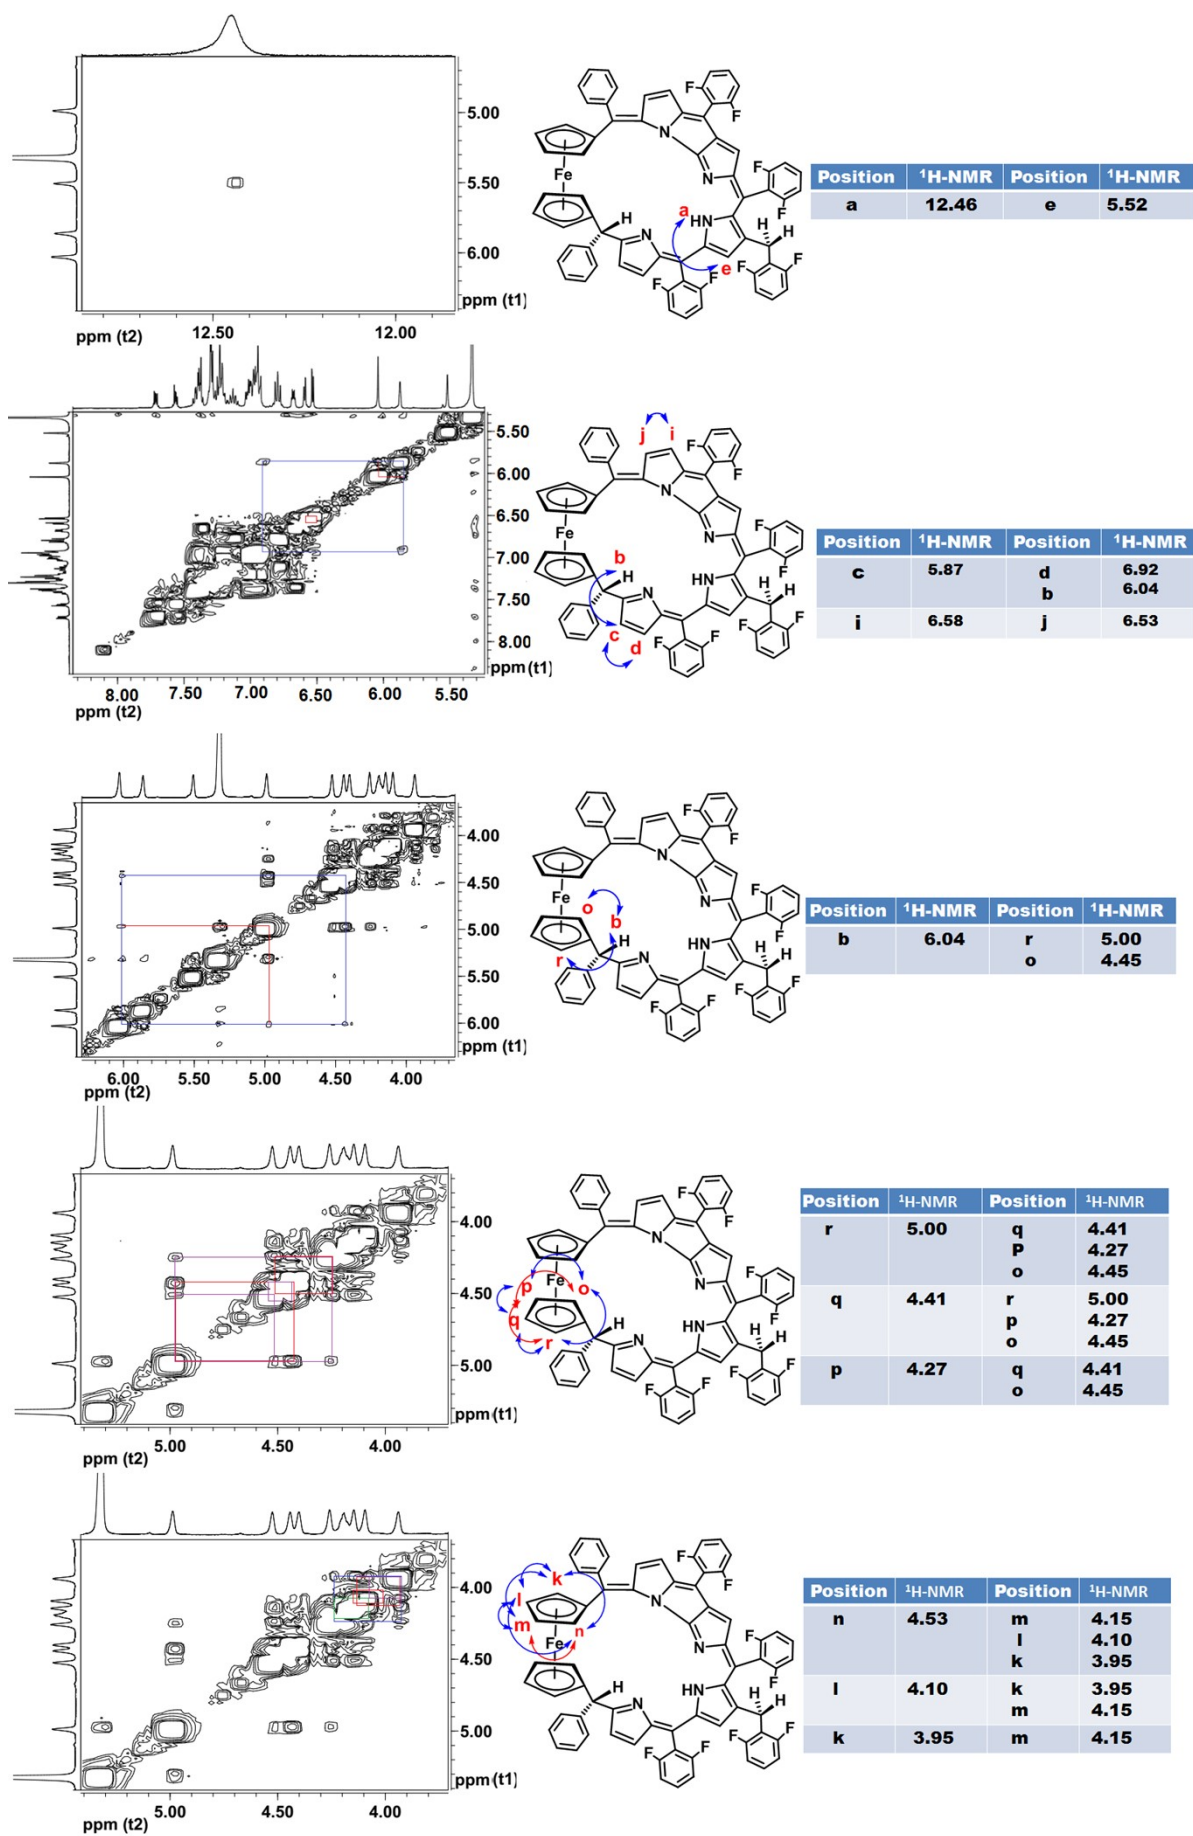 5.00
5.50
6.00
ppm (t1)
12.50
12.00
ppm (t2)
F
F
N
Fe
F
N
F
H
a
HN
N
H
H
F
F
F
F
e
Position ¹H-NMR Position ¹H-NMR
a 12.46 e 5.52
5.50
6.00
6.50
7.00
7.50
8.00
ppm (t1)
8.00 7.50 7.00 6.50 6.00 5.50
ppm (t2)
j
i
F
F
N
Fe
F
N
F
b
H
HN
N
H
H
F
F
F
F
c
d
Position ¹H-NMR Position ¹H-NMR
c 5.87 d 6.92
b 6.04
i 6.58 j 6.53
4.00
4.50
5.00
5.50
6.00
ppm (t1)
6.00 5.50 5.00 4.50 4.00
ppm (t2)
F
F
N
Fe
F
o
N
F
b
H
HN
N
H
H
r
F
F
F
F
Position ¹H-NMR Position ¹H-NMR
b 6.04 r 5.00
o 4.45
4.00
4.50
5.00
ppm (t1)
5.00 4.50 4.00
ppm (t2)
F
F
N
p
Fe
o
F
N
F
q
r
H
HN
N
H
H
F
F
F
F
Position ¹H-NMR Position ¹H-NMR
r 5.00 q 4.41
p 4.27
o 4.45
q 4.41 r 5.00
p 4.27
o 4.45
p 4.27 q 4.41
o 4.45
4.00
4.50
5.00
ppm (t1)
5.00 4.50 4.00
ppm (t2)
k
F
F
l
N
m
n
Fe
F
N
F
H
HN
N
H
H
F
F
F
F
Position ¹H-NMR Position ¹H-NMR
n 4.53 m 4.15
l 4.10
k 3.95
l 4.10 k 3.95
m 4.15
k 3.95 m 4.15